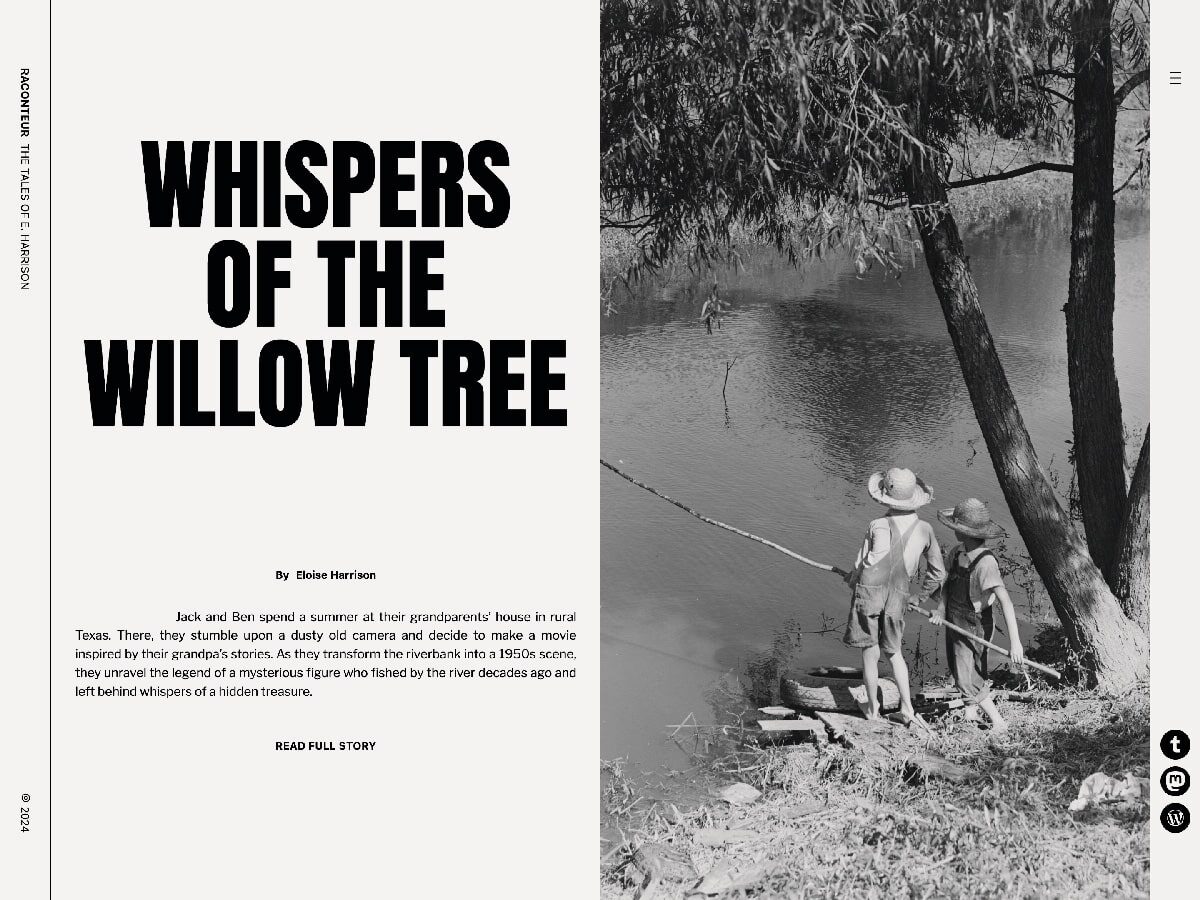 RACONTEUR THE TALES OF E. HARRISON
WHISPERS
OF THE
WILLOW TREE
By Eloise Harrison
Jack and Ben spend a summer at their grandparents’ house in rural
Texas. There, they stumble upon a dusty old camera and decide to make a movie
inspired by their grandpa’s stories. As they transform the riverbank into a 1950s scene,
they unravel the legend of a mysterious figure who fished by the river decades ago and
left behind whispers of a hidden treasure.
READ FULL STORY
© 2024